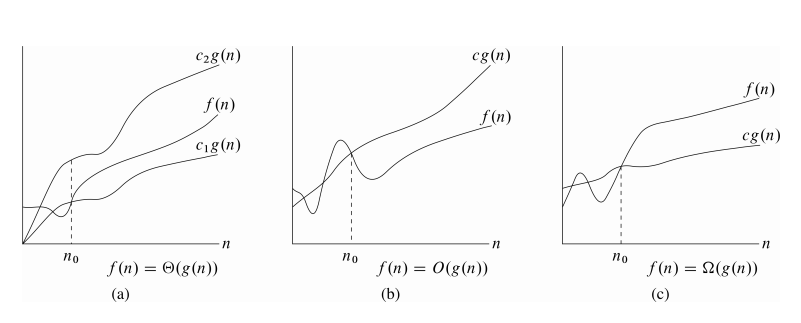 c₂g(n)
f(n)
c₁g(n)
n
n₀
f(n) = Θ(g(n))
(a)
cg(n)
f(n)
n
n₀
f(n) = O(g(n))
(b)
f(n)
cg(n)
n
n₀
f(n) = Ω(g(n))
(c)